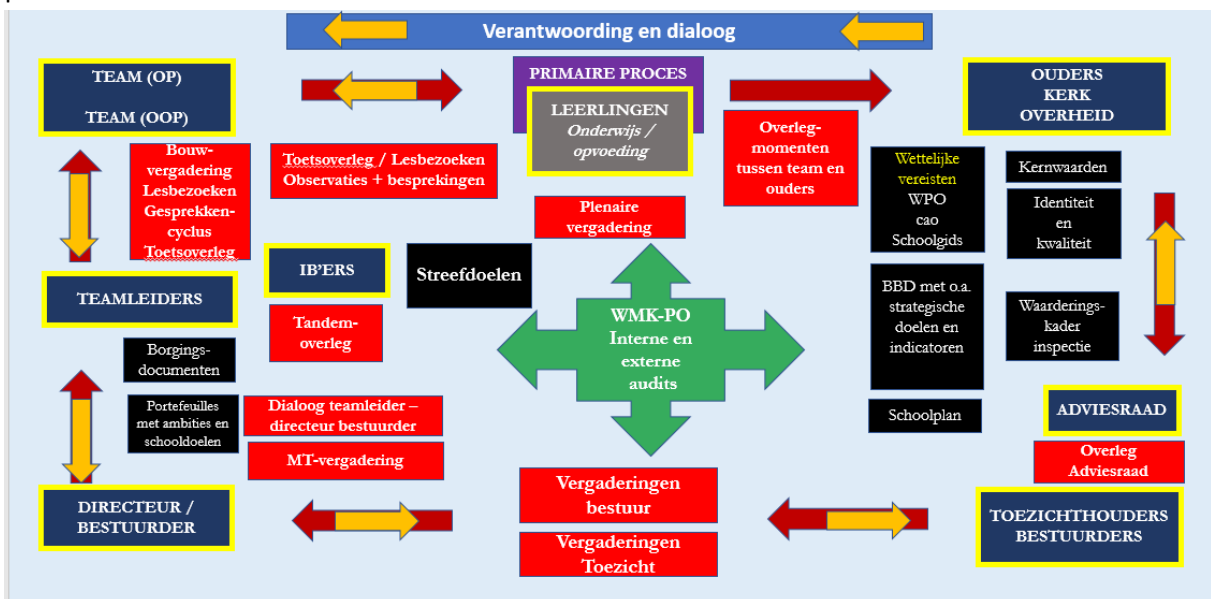 Verantwoording en dialoog
TEAM (OP)
TEAM (OOP)
PRIMAIRE PROCES
LEERLINGEN
Onderwijs /
opvoeding
OUDERS
KERK
OVERHEID
Bouw-
vergadering
Lesbezoeken
Gesprekken-
cyclus
Toetsoverleg
Toetsoverleg / Lesbezoeken
Observaties + besprekingen
Overleg-
momenten
tussen team en
ouders
Wettelijke
vereisten
WPO
cao
Schoolgids
Kernwaarden
Identiteit
en
kwaliteit
Plenaire
vergadering
IB’ERS
Streefdoelen
TEAMLEIDERS
Tandem-
overleg
WMK-PO
Interne en
externe
audits
BBD met o.a.
strategische
doelen en
indicatoren
Waarderings-
kader
inspectie
Borgings-
documenten
Portefeuilles
met ambities en
schooldoelen
Dialoog teamleider –
directeur bestuurder
MT-vergadering
Schoolplan
ADVIESRAAD
Overleg
Adviesraad
DIRECTEUR /
BESTUURDER
Vergaderingen
bestuur
Vergaderingen
Toezicht
TOEZICHTHOUDERS
BESTUURDERS